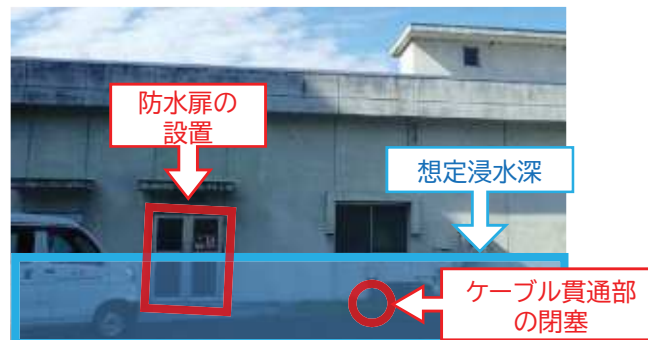 防水扉の
設置
想定浸水深
ケーブル貫通部
の閉塞